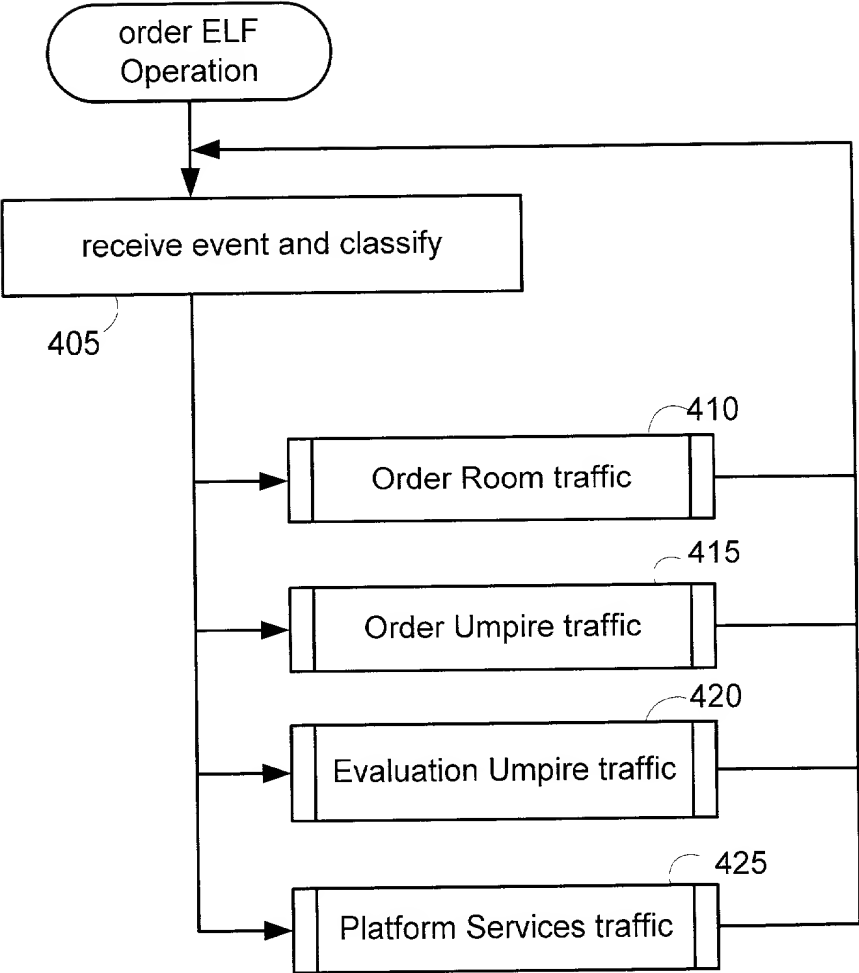 order ELF
Operation
receive event and classify
405
410
Order Room traffic
415
Order Umpire traffic
420
Evaluation Umpire traffic
425
Platform Services traffic